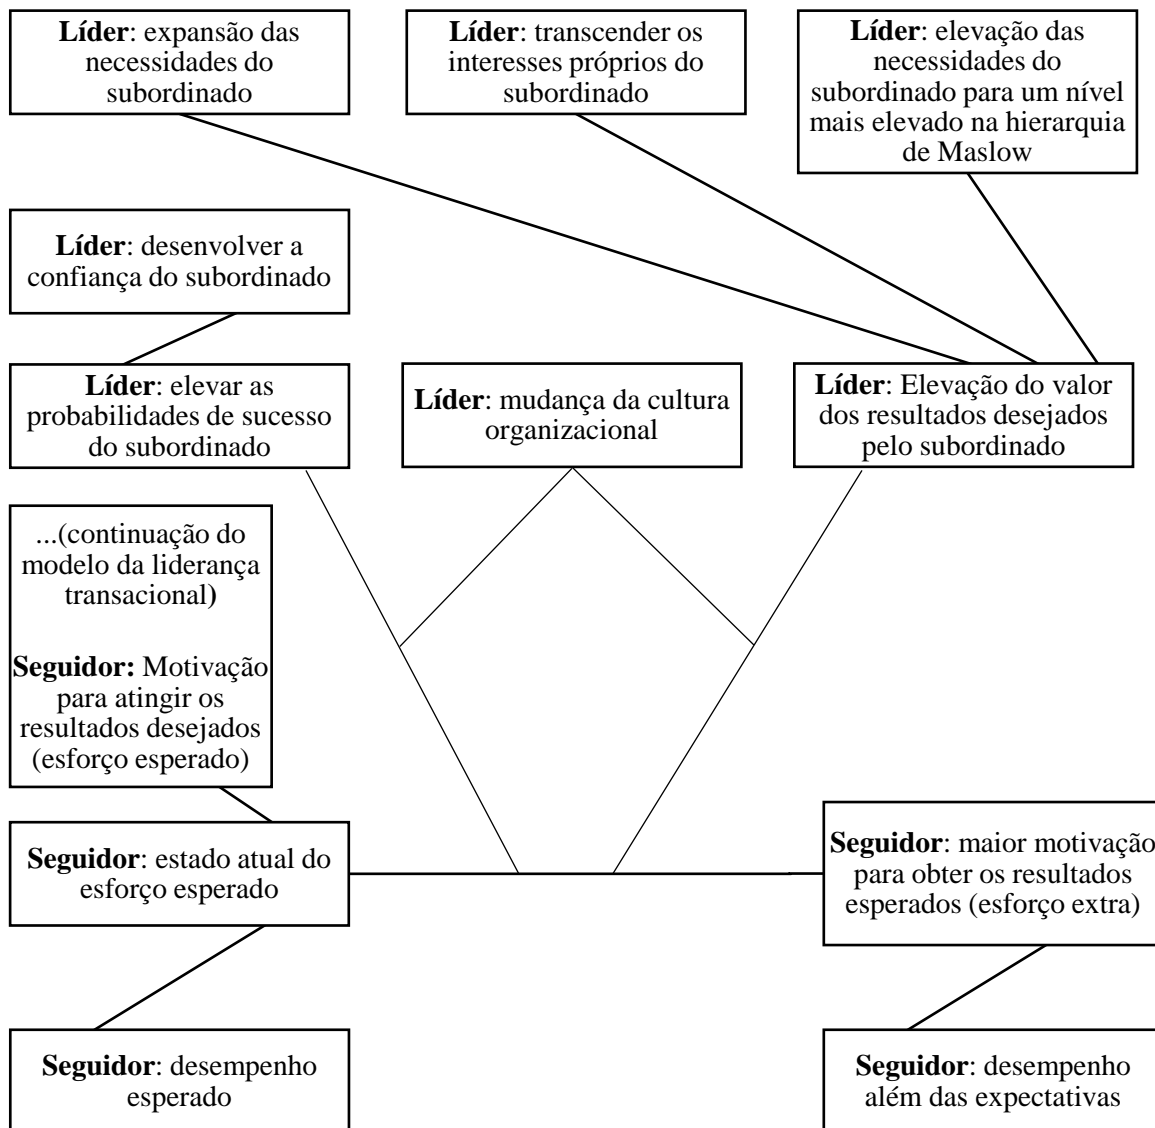 Líder: expansão das
necessidades do
subordinado
Líder: transcender os
interesses próprios do
subordinado
Líder: elevação das
necessidades do
subordinado para um nível
mais elevado na hierarquia
de Maslow
Líder: desenvolver a
confiança do subordinado
Líder: elevar as
probabilidades de sucesso
do subordinado
Líder: mudança da cultura
organizacional
Líder: Elevação do valor
dos resultados desejados
pelo subordinado
...(continuação do
modelo da liderança
transacional)
Seguidor: Motivação
para atingir os
resultados desejados
(esforço esperado)
Seguidor: estado atual do
esforço esperado
Seguidor: maior motivação
para obter os resultados
esperados (esforço extra)
Seguidor: desempenho
esperado
Seguidor: desempenho
além das expectativas